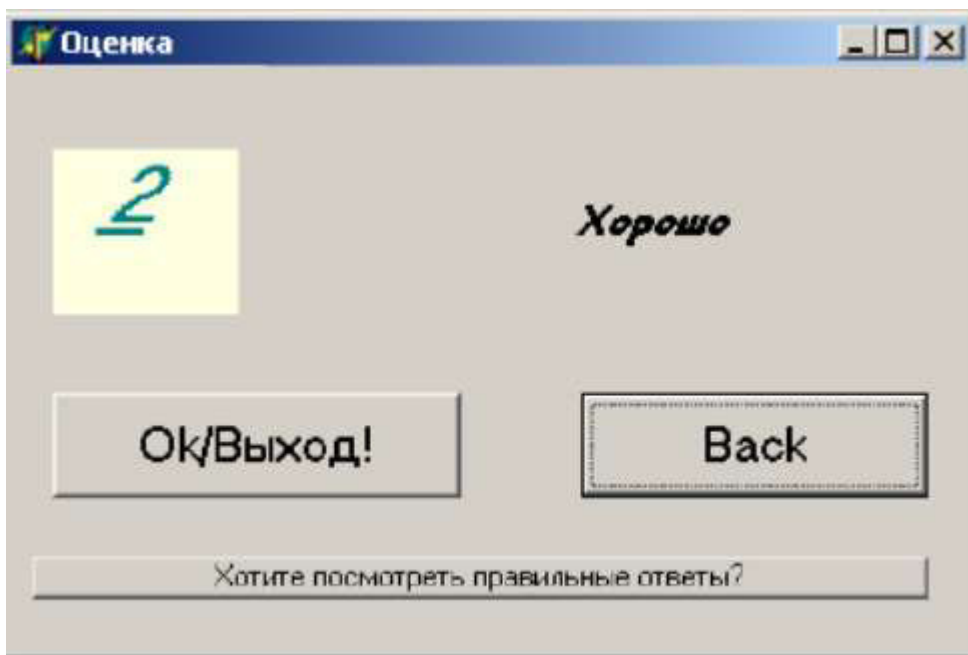 Оценка
2
Хорошо
Ok/Выход!
Back
Хотите посмотреть правильные ответы?